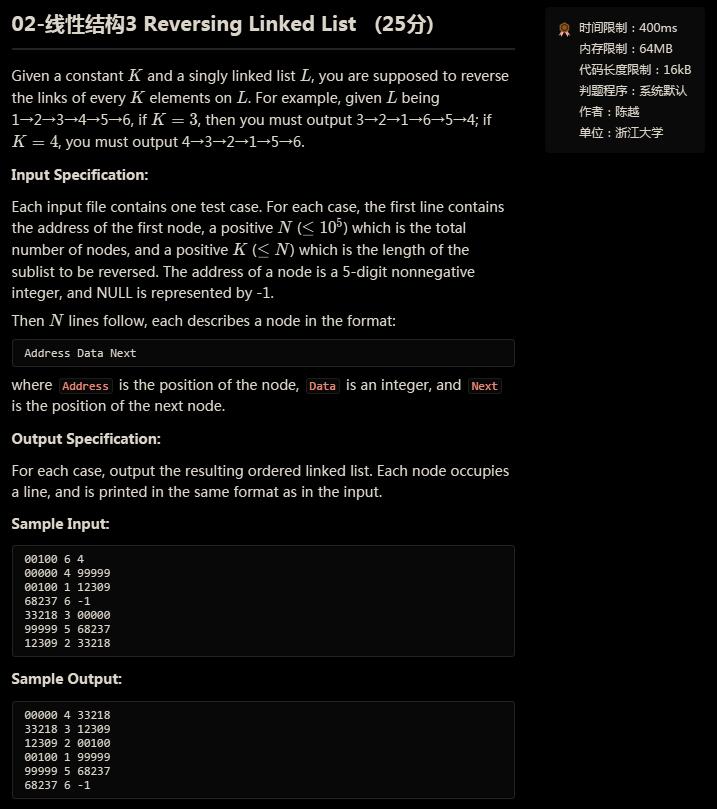 02-线性结构3 Reversing Linked List (25分)
Given a constant K and a singly linked list L, you are supposed to reverse
the links of every K elements on L. For example, given L being
1→2→3→4→5→6, if K = 3, then you must output 3→2→1→6→5→4; if
K = 4, you must output 4→3→2→1→5→6.
Input Specification:
Each input file contains one test case. For each case, the first line contains
the address of the first node, a positive N (≤ 10⁵) which is the total
number of nodes, and a positive K (≤ N) which is the length of the
sublist to be reversed. The address of a node is a 5-digit nonnegative
integer, and NULL is represented by -1.
Then N lines follow, each describes a node in the format:
Address Data Next
where Address is the position of the node, Data is an integer, and Next
is the position of the next node.
Output Specification:
For each case, output the resulting ordered linked list. Each node occupies
a line, and is printed in the same format as in the input.
Sample Input:
00100 6 4
00000 4 99999
00100 1 12309
68237 6 -1
33218 3 00000
99999 5 68237
12309 2 33218
Sample Output:
00000 4 33218
33218 3 12309
12309 2 00100
00100 1 99999
99999 5 68237
68237 6 -1
时间限制：400ms
内存限制：64MB
代码长度限制：16kB
判题程序：系统默认
作者：陈越
单位：浙江大学